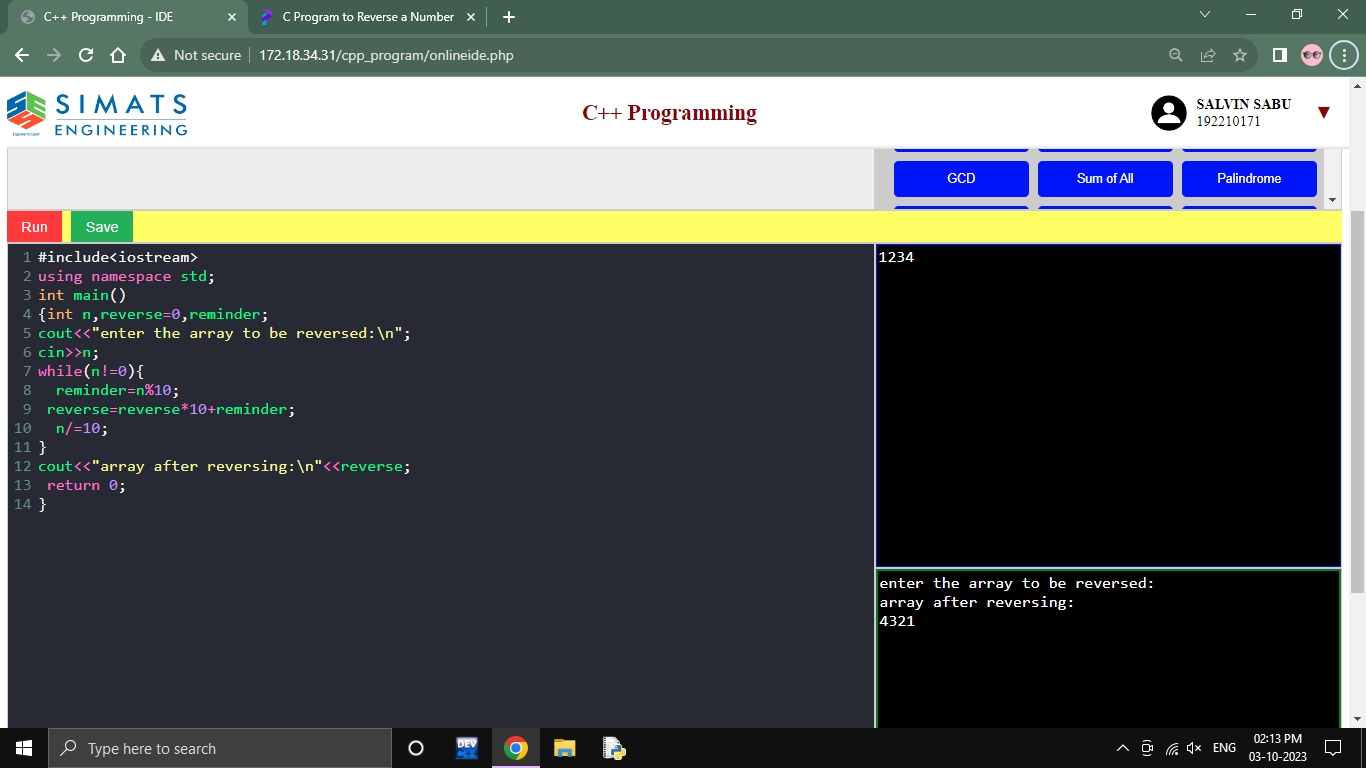 C++ Programming - IDE
C Program to Reverse a Number
Not secure 172.18.34.31/cpp_program/onlineide.php
SIMATS
ENGINEERING
C++ Programming
SALVIN SABU
192210171
GCD Sum of All Palindrome
Run Save
1 #include<iostream>
2 using namespace std;
3 int main()
4 {int n,reverse=0,reminder;
5 cout<<"enter the array to be reversed:\n";
6 cin>>n;
7 while(n!=0){
8   reminder=n%10;
9  reverse=reverse*10+reminder;
10   n/=10;
11 }
12 cout<<"array after reversing:\n"<<reverse;
13  return 0;
14 }
1234
enter the array to be reversed:
array after reversing:
4321
Type here to search
DEV
ENG
02:13 PM
03-10-2023